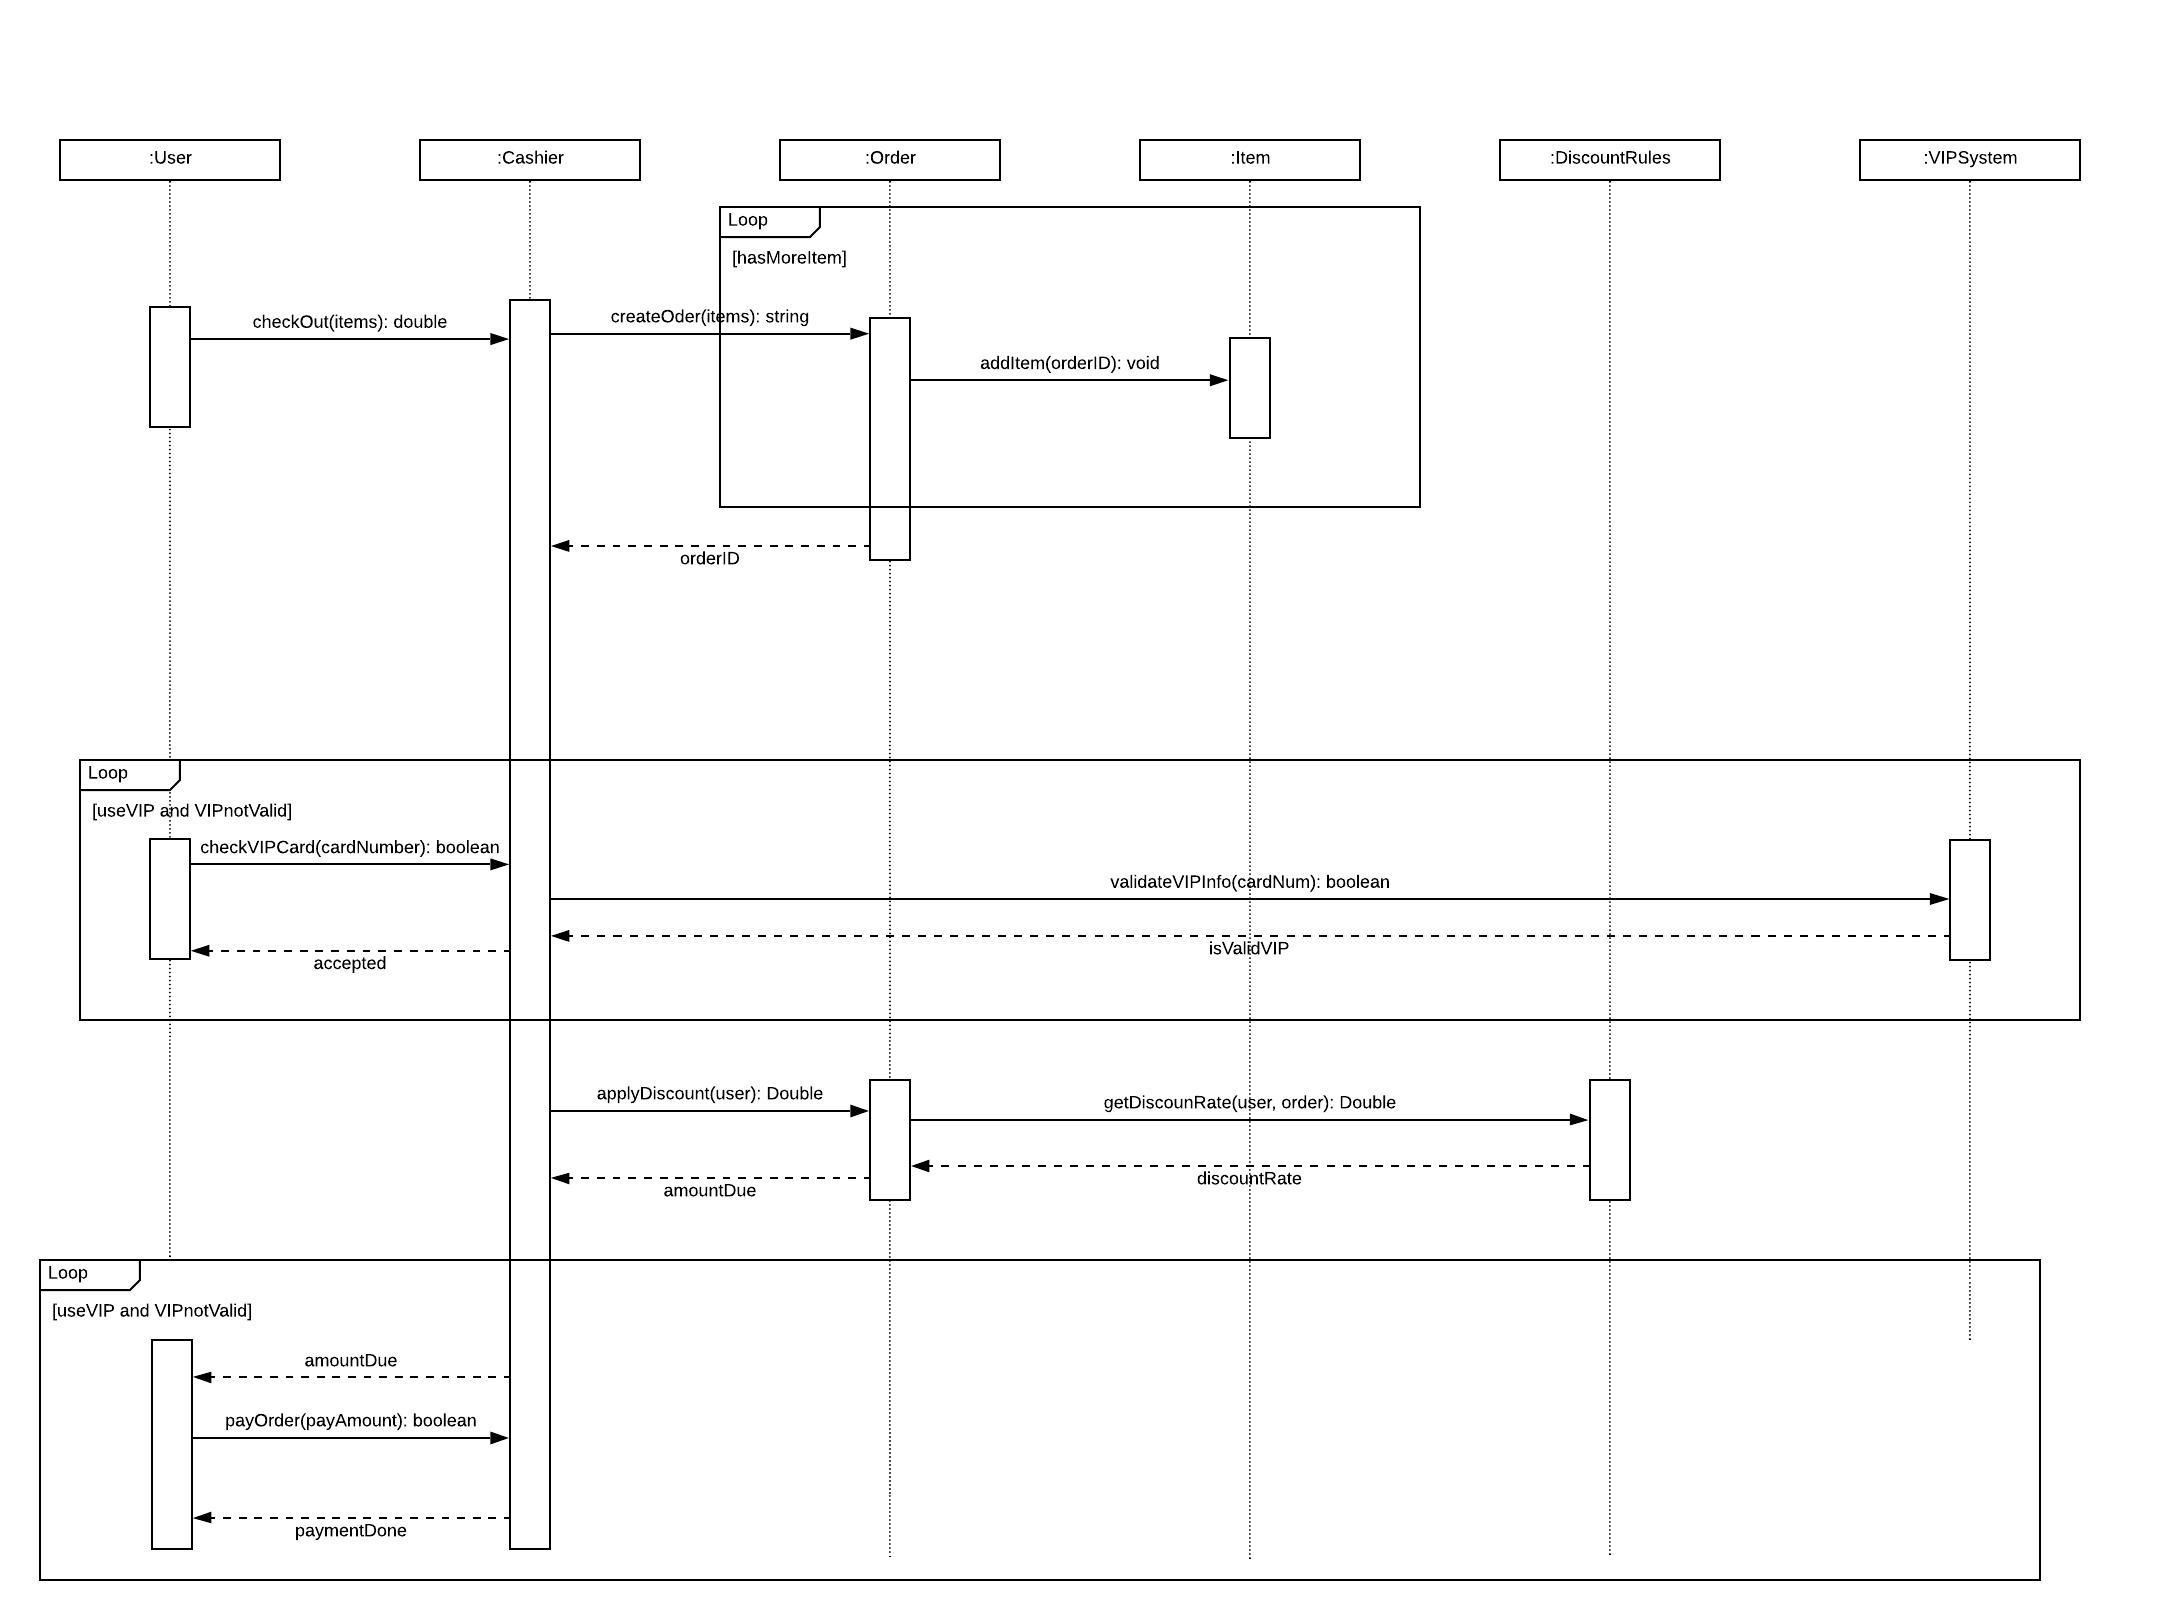 :User
:Cashier
:Order
:Item
:DiscountRules
:VIPSystem
Loop
[hasMoreItem]
checkOut(items): double
createOder(items): string
addItem(orderID): void
orderID
Loop
[useVIP and VIPnotValid]
checkVIPCard(cardNumber): boolean
validateVIPInfo(cardNum): boolean
isValidVIP
accepted
applyDiscount(user): Double
getDiscounRate(user, order): Double
discountRate
amountDue
Loop
[useVIP and VIPnotValid]
amountDue
payOrder(payAmount): boolean
paymentDone